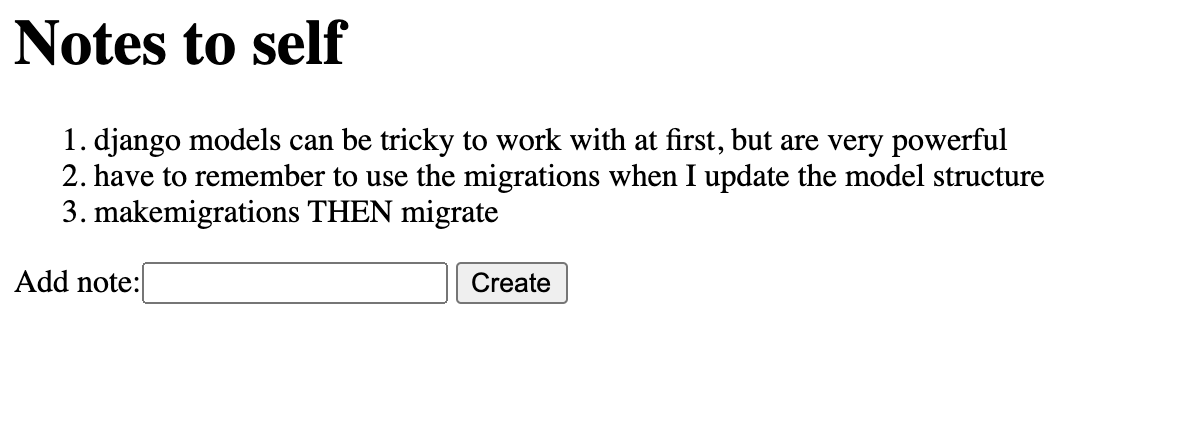 Notes to self
1. django models can be tricky to work with at first, but are very powerful
2. have to remember to use the migrations when I update the model structure
3. makemigrations THEN migrate
Add note: Create